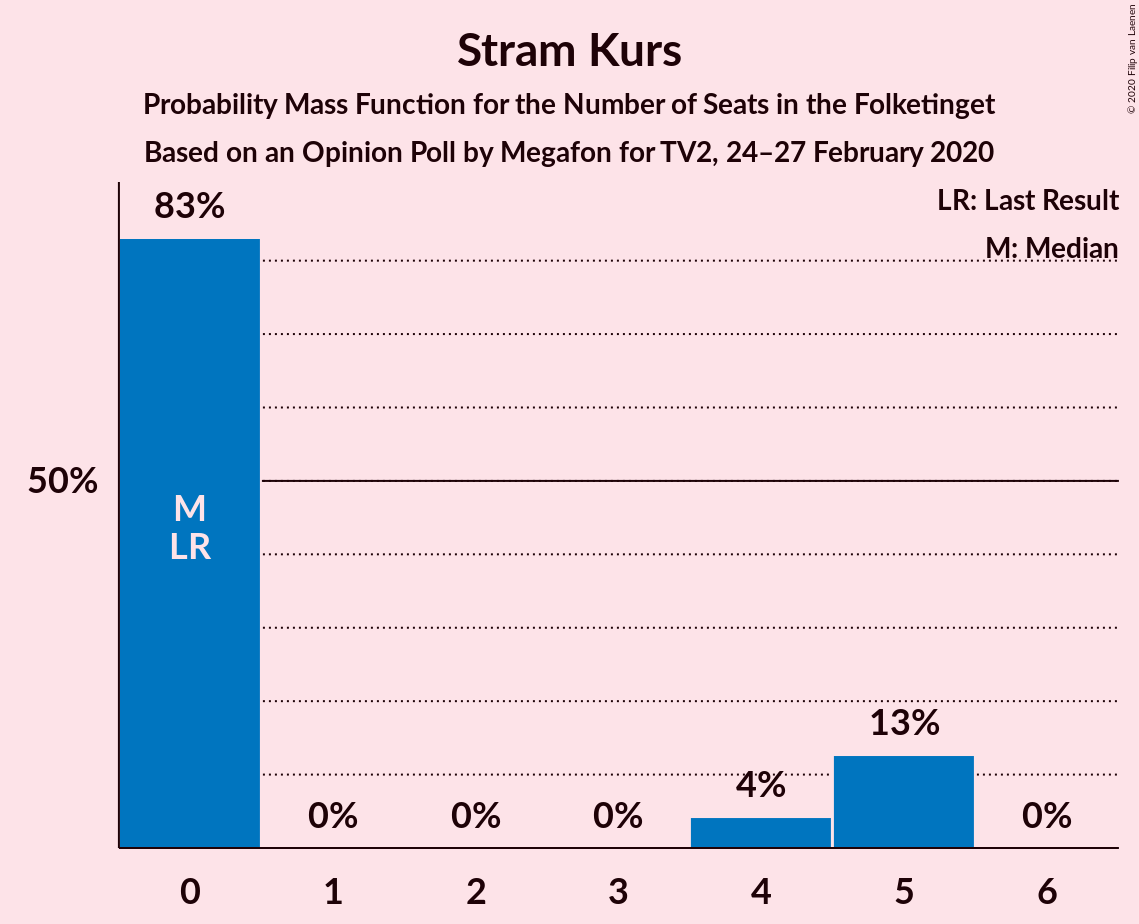 Stram Kurs
Probability Mass Function for the Number of Seats in the Folketinget
Based on an Opinion Poll by Megafon for TV2, 24–27 February 2020
© 2020 Filip van Laenen
LR: Last Result
M: Median
83%
50%
M
LR
0%
0%
0%
4%
13%
0%
0
1
2
3
4
5
6